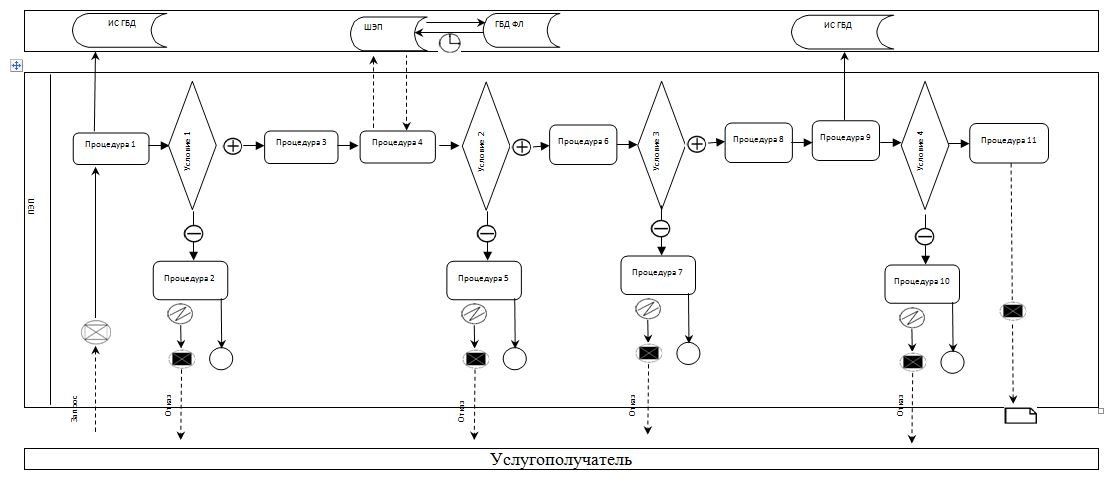 ИС ГБД
ШЭП
ГБД ФЛ
ИС ГБД
ПЭП
Процедура 1
Условие 1
Процедура 3
Процедура 4
Условие 2
Процедура 6
Условие 3
Процедура 8
Процедура 9
Условие 4
Процедура 11
Процедура 2
Процедура 5
Процедура 7
Процедура 10
Запрос
Отказ
Отказ
Отказ
Отказ
Услугополучатель